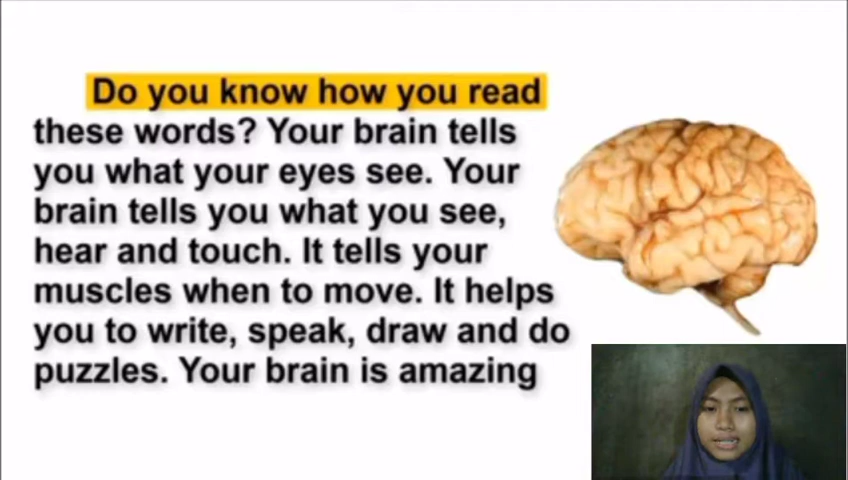 Do you know how you read
these words? Your brain tells
you what your eyes see. Your
brain tells you what you see,
hear and touch. It tells your
muscles when to move. It helps
you to write, speak, draw and do
puzzles. Your brain is amazing